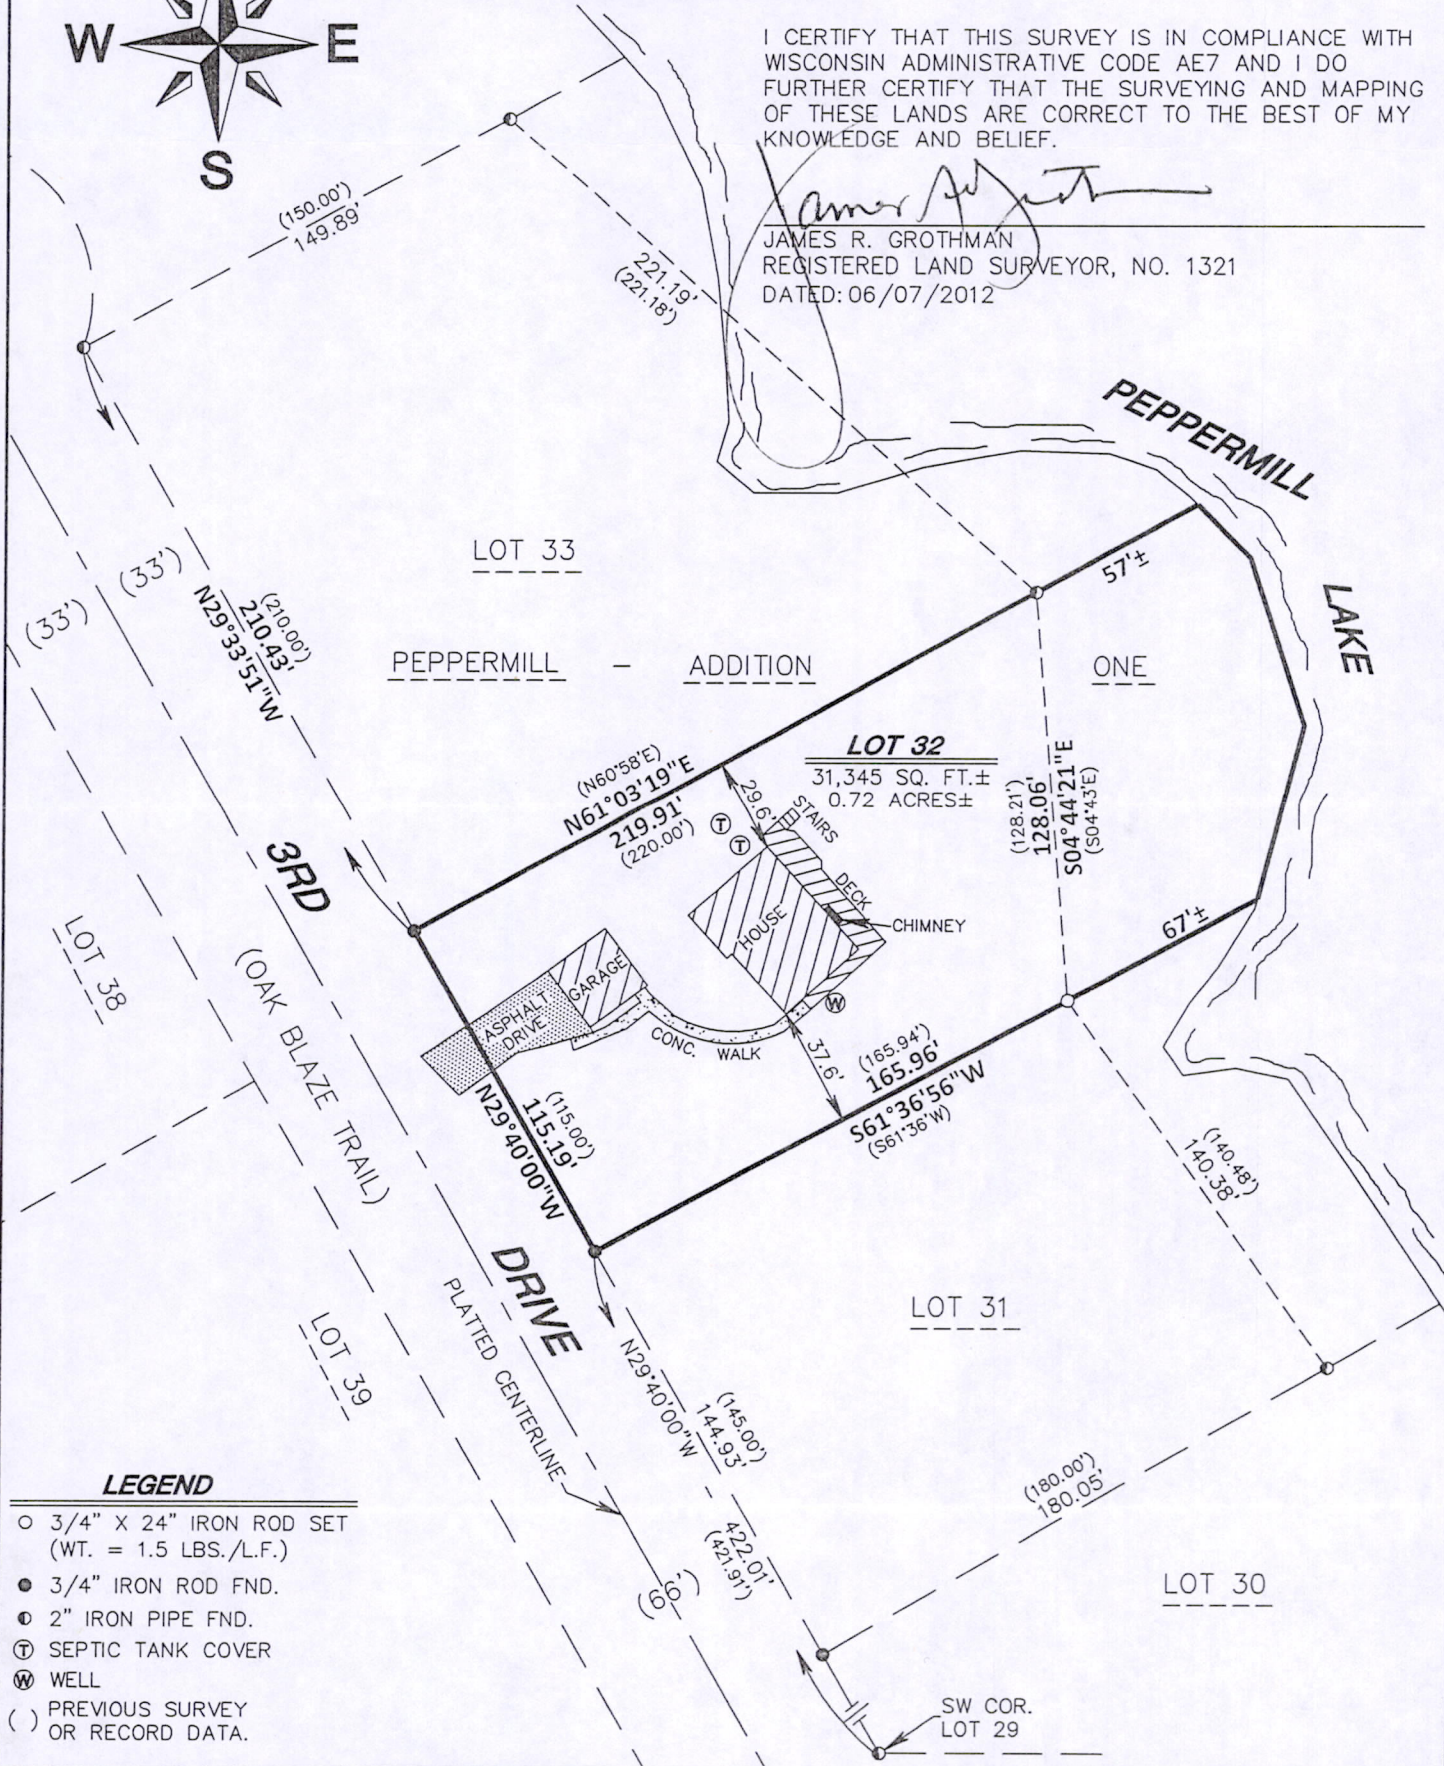 W
E
S
I CERTIFY THAT THIS SURVEY IS IN COMPLIANCE WITH
WISCONSIN ADMINISTRATIVE CODE AE7 AND I DO
FURTHER CERTIFY THAT THE SURVEYING AND MAPPING
OF THESE LANDS ARE CORRECT TO THE BEST OF MY
KNOWLEDGE AND BELIEF.
JAMES R. GROTHMAN
REGISTERED LAND SURVEYOR, NO. 1321
DATED: 06/07/2012
(150.00')
149.89'
221.19'
(221.18')
PEPPERMILL
LAKE
57'±
LOT 33
(33')
(33')
(210.00')
210.43'
N29°33'51"W
PEPPERMILL - ADDITION ONE
LOT 32
31,345 SQ. FT.±
0.72 ACRES±
(N60°58'E)
N61°03'19"E
219.91'
(220.00')
29.6'
STAIRS
T
T
DECK
CHIMNEY
HOUSE
(128.21')
128.06'
S04°44'21"E
(S04°43'E)
67'±
3RD
(OAK BLAZE TRAIL)
LOT 38
GARAGE
ASPHALT
DRIVE
CONC. WALK
W
37.6'
(165.94')
165.96'
S61°36'56"W
(S61°36'W)
(115.00')
115.19'
N29°40'00"W
(140.48')
140.38'
DRIVE
PLATTED CENTERLINE
LOT 31
LOT 39
N29°40'00"W
(145.00')
144.93'
422.01'
(421.91')
(180.00')
180.05'
(66')
LOT 30
SW COR.
LOT 29
LEGEND
3/4" X 24" IRON ROD SET
(WT. = 1.5 LBS./L.F.)
3/4" IRON ROD FND.
2" IRON PIPE FND.
T SEPTIC TANK COVER
W WELL
( ) PREVIOUS SURVEY
OR RECORD DATA.